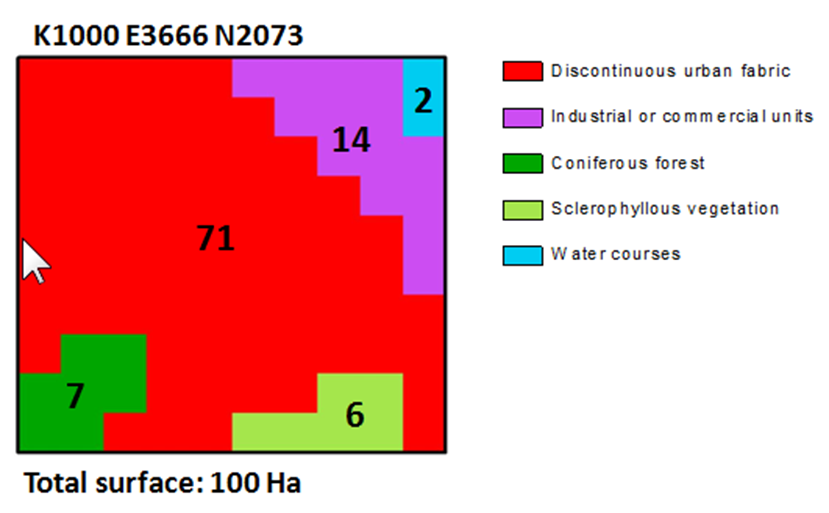 K1000 E3666 N2073
Discontinuous urban fabric
2
Industrial or commercial units
14
Coniferous forest
Sclerophyllous vegetation
71
Water courses
7
6
Total surface: 100 Ha